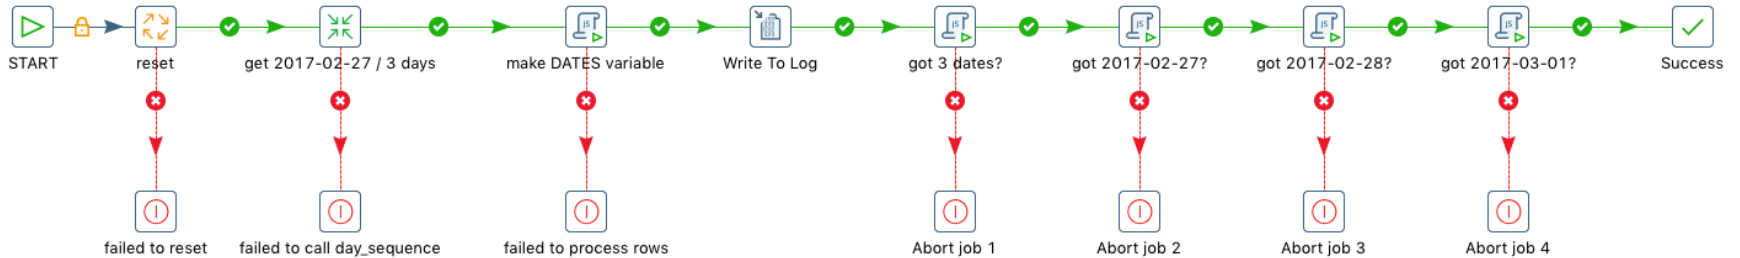 START
reset
get 2017-02-27 / 3 days
make DATES variable
Write To Log
got 3 dates?
got 2017-02-27?
got 2017-02-28?
got 2017-03-01?
Success
failed to reset
failed to call day_sequence
failed to process rows
Abort job 1
Abort job 2
Abort job 3
Abort job 4